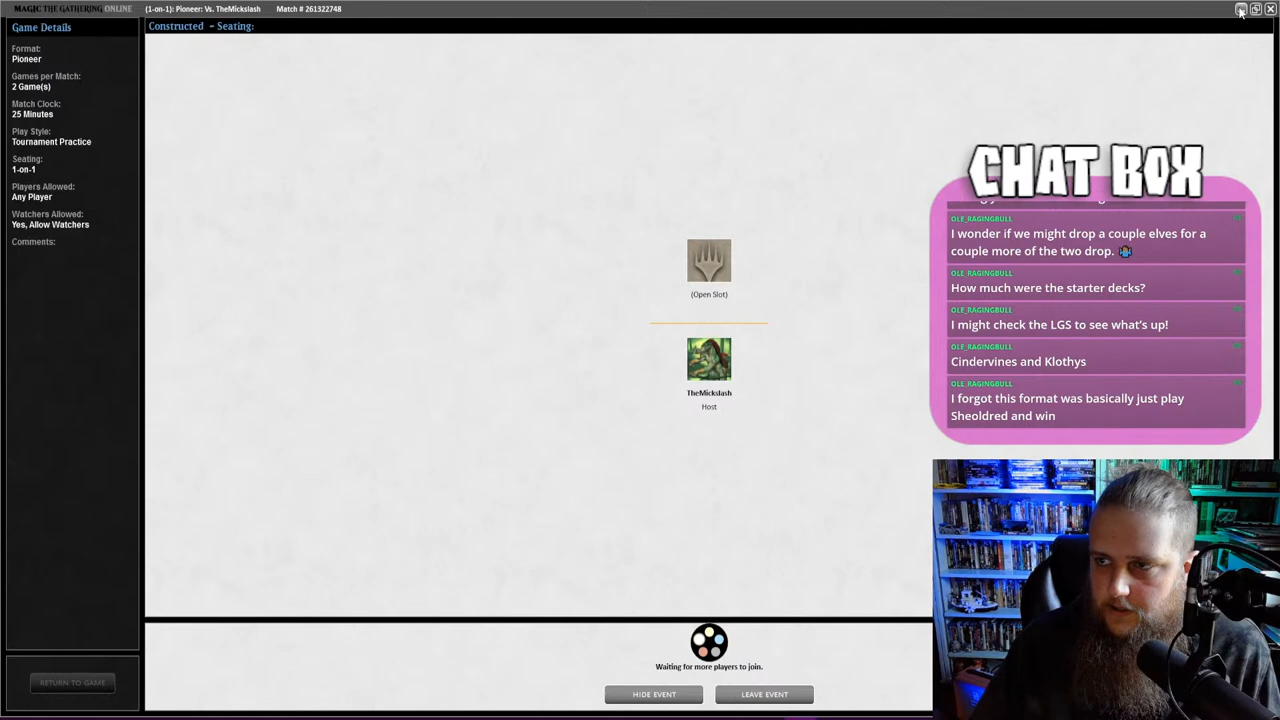 MAGIC THE GATHERING ONLINE (1-on-1): Pioneer: Vs. TheMickslash Match # 261322748
Game Details
Format:
Pioneer
Games per Match:
2 Game(s)
Match Clock:
25 Minutes
Play Style:
Tournament Practice
Seating:
1-on-1
Players Allowed:
Any Player
Watchers Allowed:
Yes, Allow Watchers
Comments:
RETURN TO GAME
Constructed - Seating:
(Open Slot)
TheMickslash
Host
Waiting for more players to join.
HIDE EVENT LEAVE EVENT
CHAT BOX
OLE_RAGINGBULL
I wonder if we might drop a couple elves for a
couple more of the two drop.
OLE_RAGINGBULL
How much were the starter decks?
OLE_RAGINGBULL
I might check the LGS to see what's up!
OLE_RAGINGBULL
Cindervines and Klothys
OLE_RAGINGBULL
I forgot this format was basically just play
Sheoldred and win